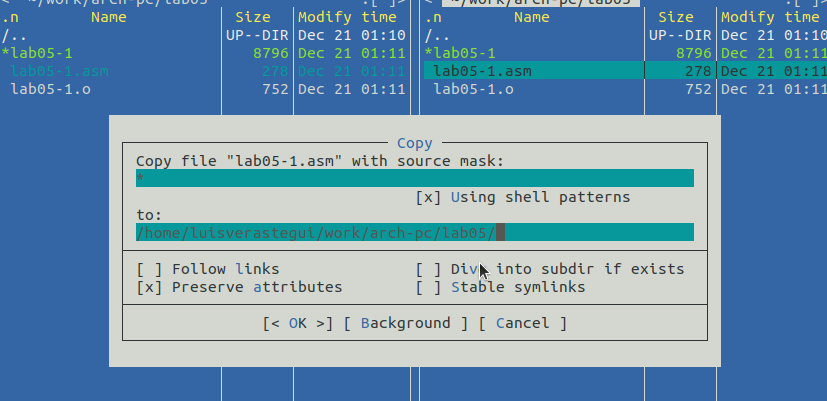 < ~/work/arch-pc/lab05 .[ ]> < ~/work/arch-pc/lab05
.n Name Size Modify time .n Name Size Modify time
/.. UP--DIR Dec 21 01:10 /.. UP--DIR Dec 21 01:10
*lab05-1 8796 Dec 21 01:11 *lab05-1 8796 Dec 21 01:11
lab05-1.asm 278 Dec 21 01:11 lab05-1.asm 278 Dec 21 01:11
lab05-1.o 752 Dec 21 01:11 lab05-1.o 752 Dec 21 01:11
Copy
Copy file "lab05-1.asm" with source mask:
*
[x] Using shell patterns
to:
/home/luisverastegui/work/arch-pc/lab05/
[ ] Follow links [ ] Div into subdir if exists
[x] Preserve attributes [ ] Stable symlinks
[< OK >] [ Background ] [ Cancel ]